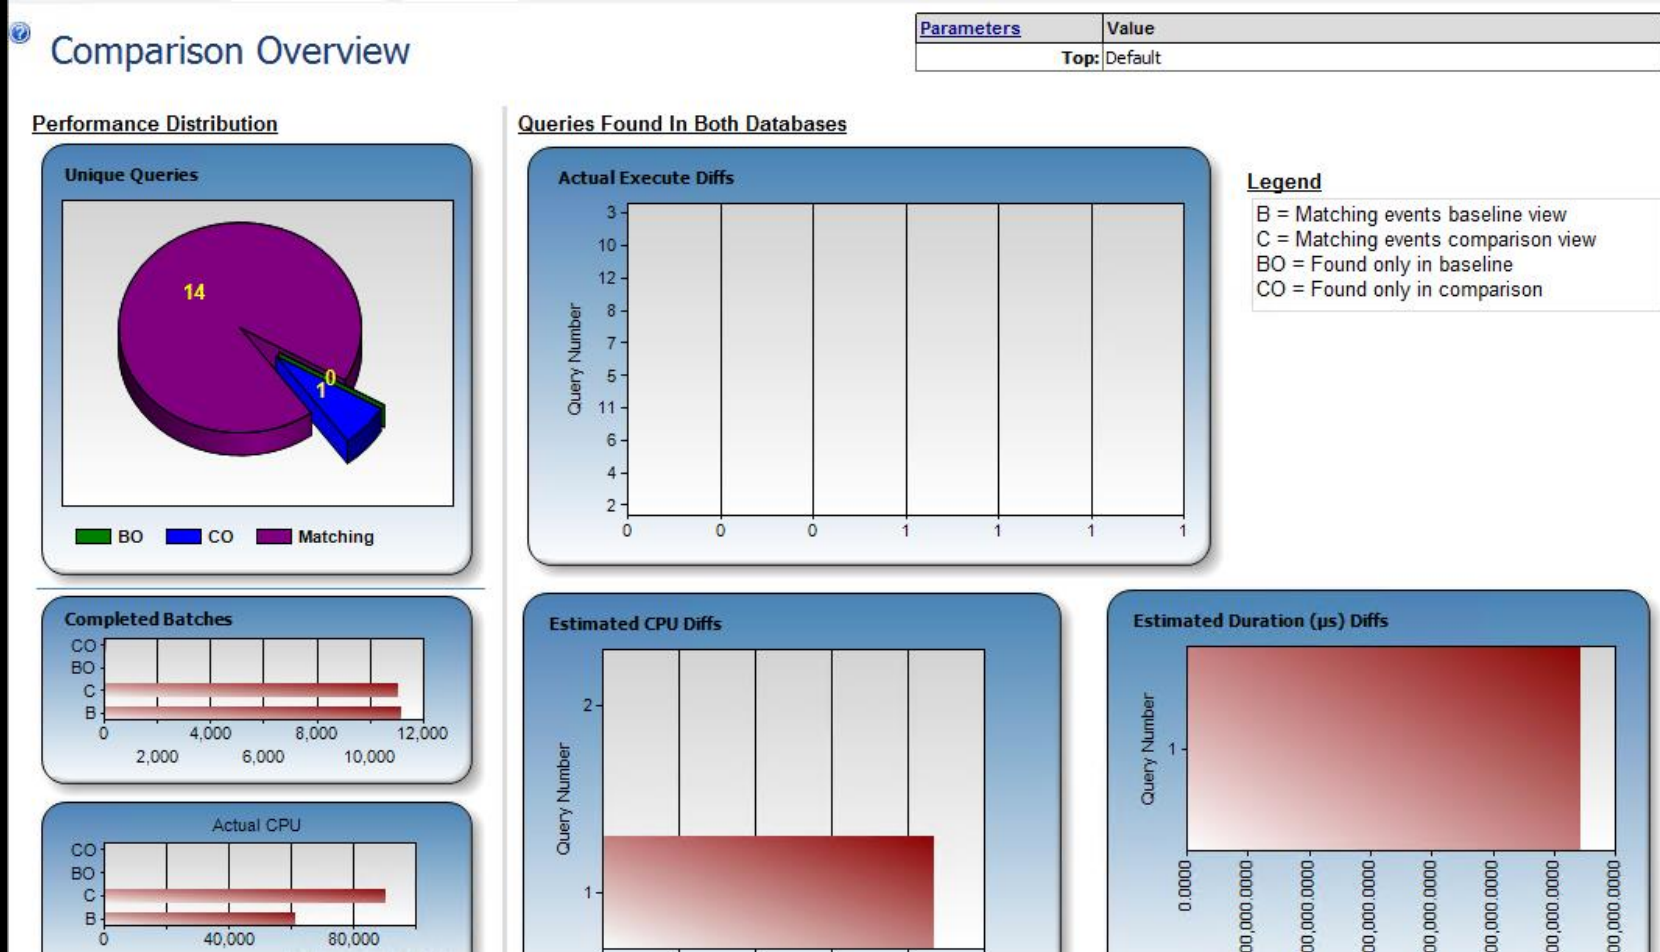 Comparison Overview
Parameters Value
Top: Default
Performance Distribution
Unique Queries
14
0
1
BO CO Matching
Completed Batches
CO
BO
C
B
0 4,000 8,000 12,000
2,000 6,000 10,000
Actual CPU
CO
BO
C
B
0 40,000 80,000
Queries Found In Both Databases
Actual Execute Diffs
Query Number
3
10
12
8
7
5
11
6
4
2
0 0 0 1 1 1 1
Legend
B = Matching events baseline view
C = Matching events comparison view
BO = Found only in baseline
CO = Found only in comparison
Estimated CPU Diffs
Query Number
2
1
Estimated Duration (µs) Diffs
Query Number
1
0.0000